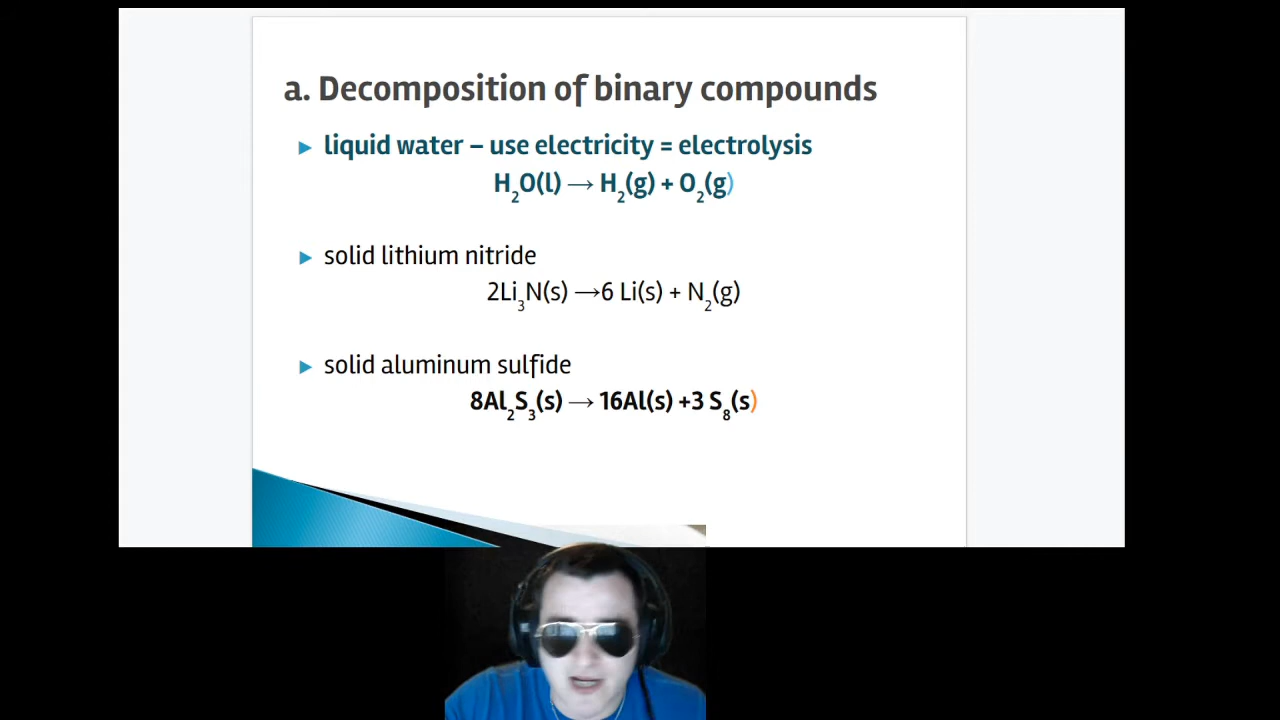 a. Decomposition of binary compounds
liquid water – use electricity = electrolysis
H₂O(l) → H₂(g) + O₂(g)
solid lithium nitride
2Li₃N(s) →6 Li(s) + N₂(g)
solid aluminum sulfide
8Al₂S₃(s) → 16Al(s) +3 S₈(s)